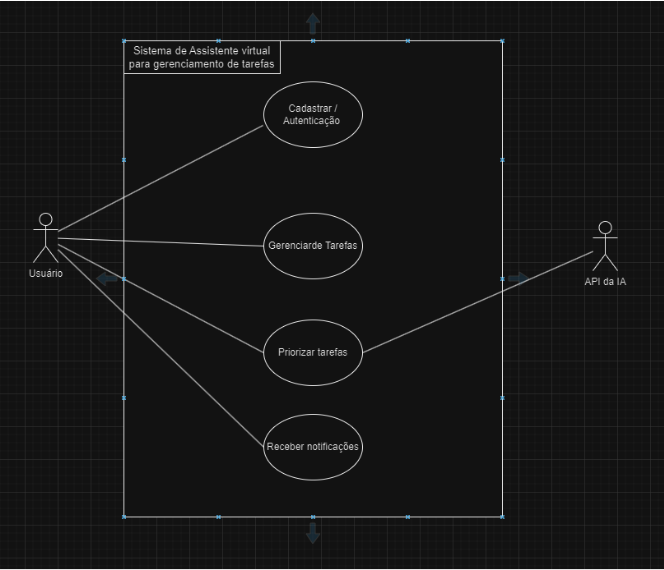 Sistema de Assistente virtual
para gerenciamento de tarefas
Cadastrar /
Autenticação
Gerenciarde Tarefas
Usuário
API da IA
Priorizar tarefas
Receber notificações